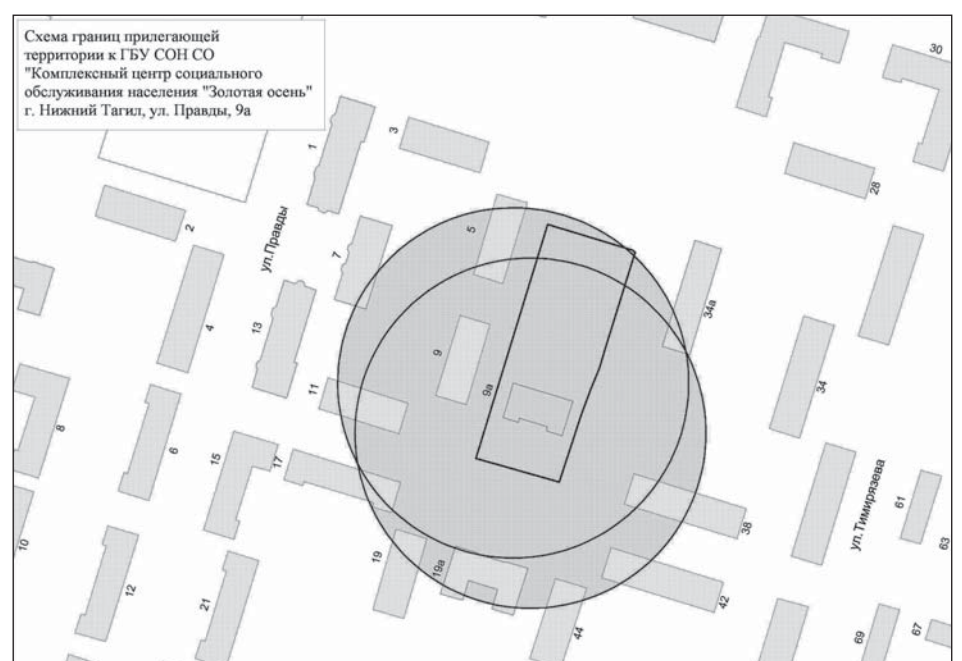 Схема границ прилегающей
территории к ГБУ СОН СО
"Комплексный центр социального
обслуживания населения "Золотая осень"
г. Нижний Тагил, ул. Правды, 9а
30
1
3
28
2
ул.Правды
5
7
34а
4
13
9
9а
34
11
8
6
15
17
ул.Тимирязева
61
38
63
10
19
19а
12
21
42
44
69
67